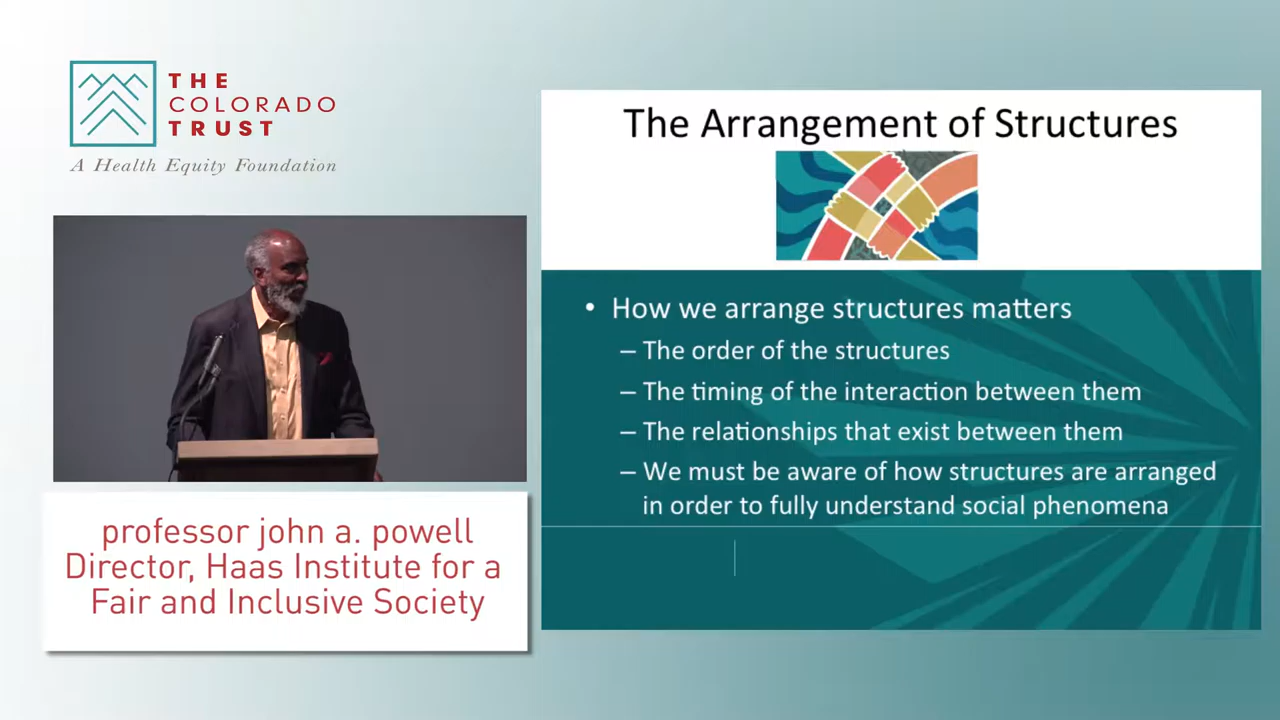 THE
COLORADO
TRUST
A Health Equity Foundation
professor john a. powell
Director, Haas Institute for a
Fair and Inclusive Society
The Arrangement of Structures
• How we arrange structures matters
– The order of the structures
– The timing of the interaction between them
– The relationships that exist between them
– We must be aware of how structures are arranged
in order to fully understand social phenomena